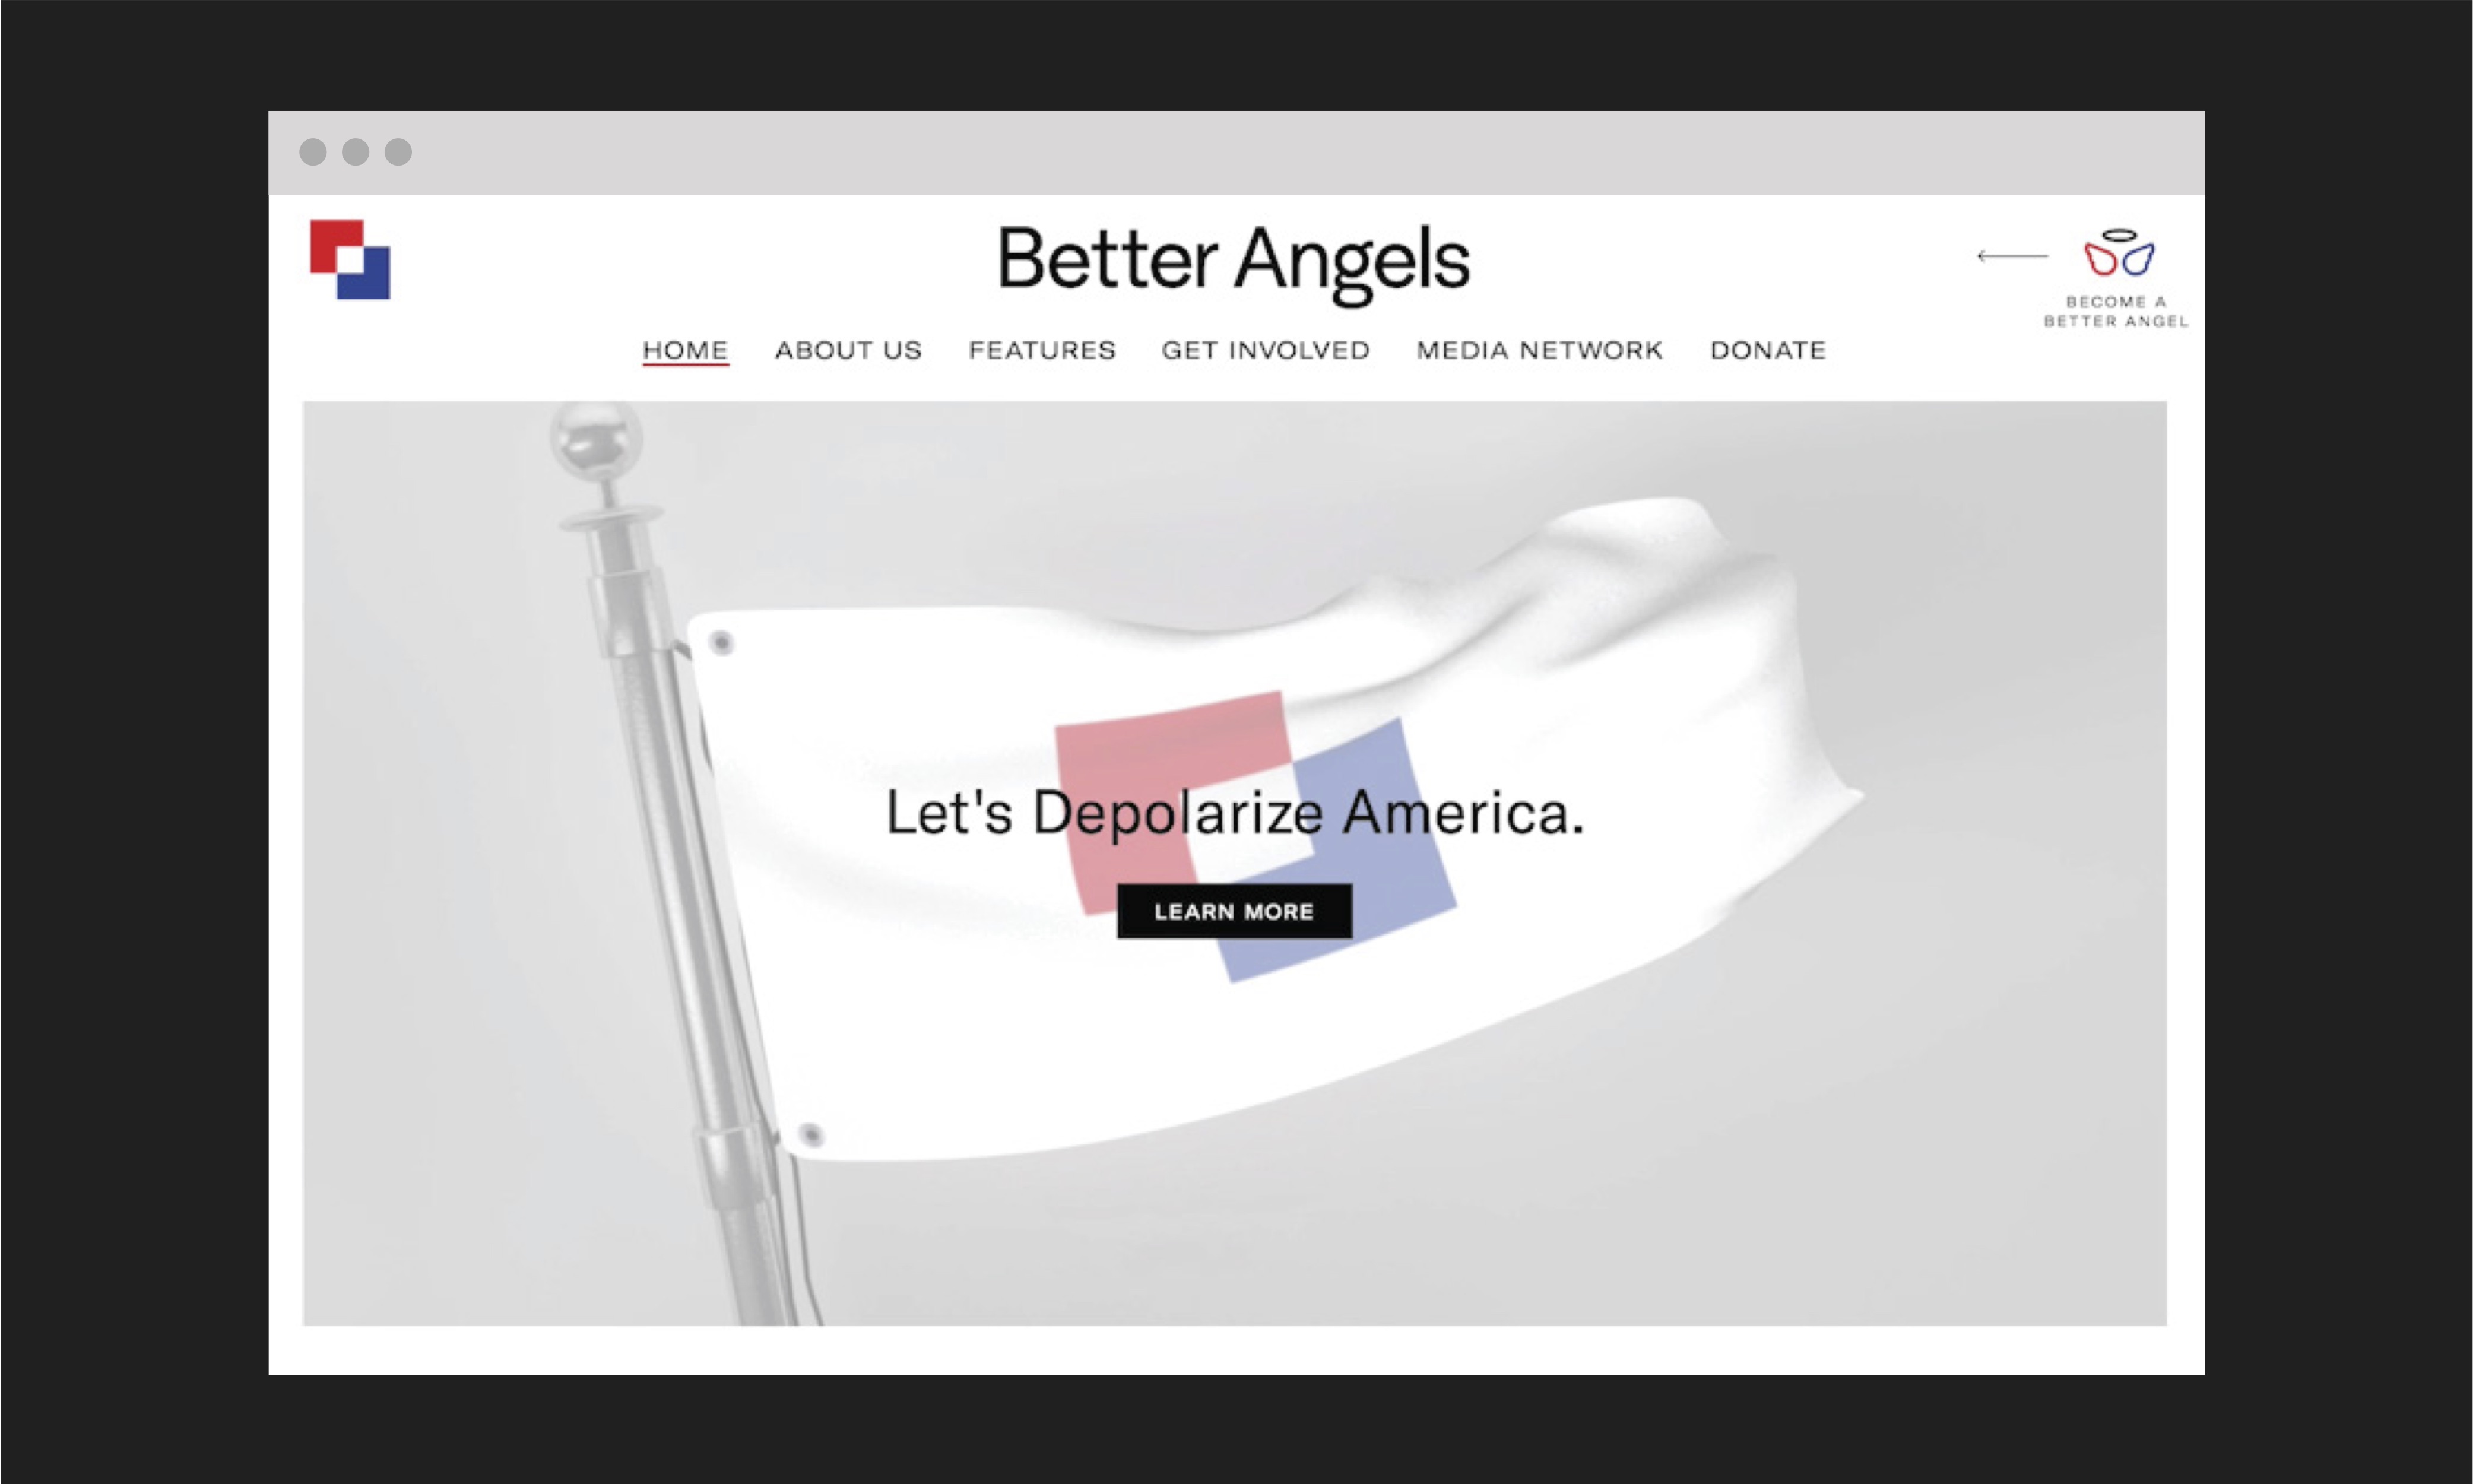 Better Angels
BECOME A
BETTER ANGEL
HOME ABOUT US FEATURES GET INVOLVED MEDIA NETWORK DONATE
Let's Depolarize America.
LEARN MORE